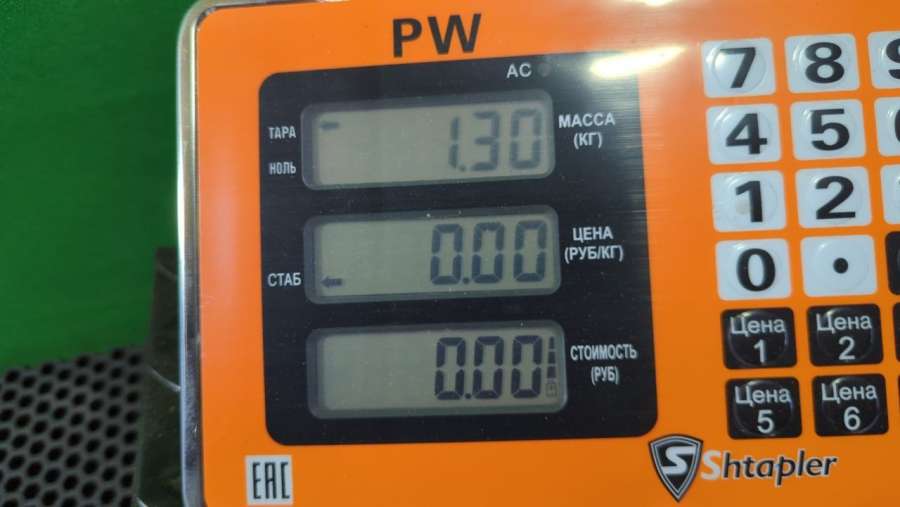 PW
AC
ТАРА
НОЛЬ
1.30
МАССА
(КГ)
СТАБ
0.00
ЦЕНА
(РУБ/КГ)
0.00
СТОИМОСТЬ
(РУБ)
7 8 9
4 5
1 2
0 .
Цена 1
Цена 2
Цена 5
Цена 6
EAC
Shtapler